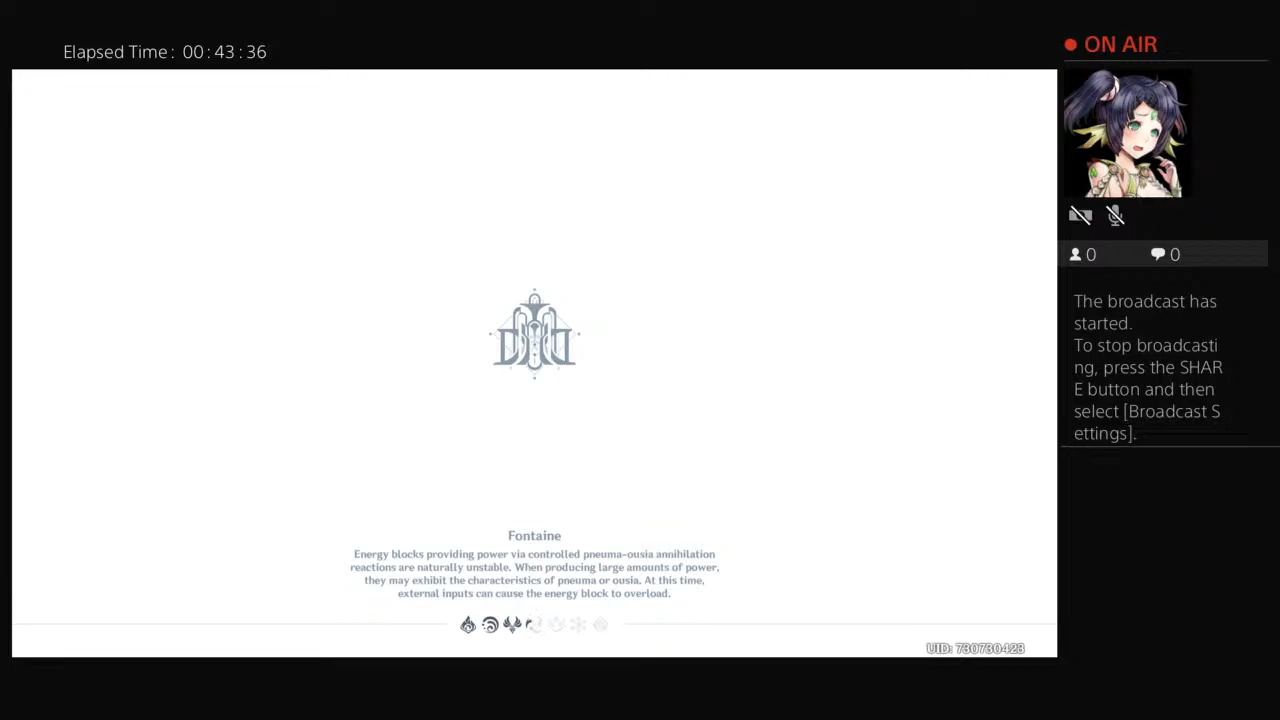 Elapsed Time: 00:43:36
ON AIR
0
0
The broadcast has
started.
To stop broadcasti
ng, press the SHAR
E button and then
select [Broadcast S
ettings].
Fontaine
Energy blocks providing power via controlled pneuma-ousia annihilation
reactions are naturally unstable. When producing large amounts of power,
they may exhibit the characteristics of pneuma or ousia. At this time,
external inputs can cause the energy block to overload.
UID: 730730423